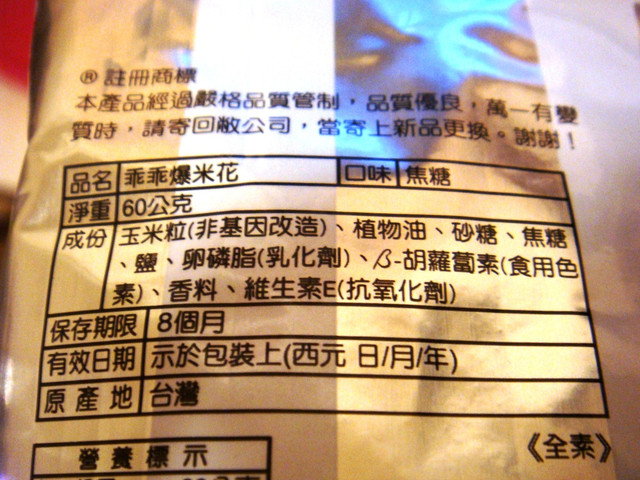 ®註冊商標
本產品經過嚴格品質管制，品質優良，萬一有變
質時，請寄回敝公司，當寄上新品更換。謝謝！
品名 乖乖爆米花 口味 焦糖
淨重 60公克
成份 玉米粒(非基因改造)、植物油、砂糖、焦糖
、鹽、卵磷脂(乳化劑)、β-胡蘿蔔素(食用色
素)、香料、維生素E(抗氧化劑)
保存期限 8個月
有效日期 示於包裝上(西元 日/月/年)
原產地 台灣
《全素》
營養標示